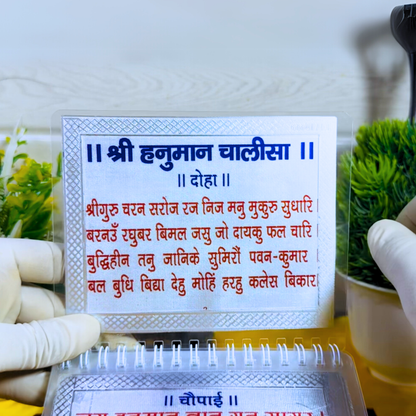 || श्री हनुमान चालीसा ||
|| दोहा ||
श्रीगुरु चरन सरोज रज निज मनु मुकुरु सुधारि।
बरनउँ रघुबर बिमल जसु जो दायकु फल चारि।
बुद्धिहीन तनु जानिके सुमिरौं पवन-कुमार।
बल बुधि बिद्या देहु मोहिं हरहु कलेस बिकार।
|| चौपाई ||